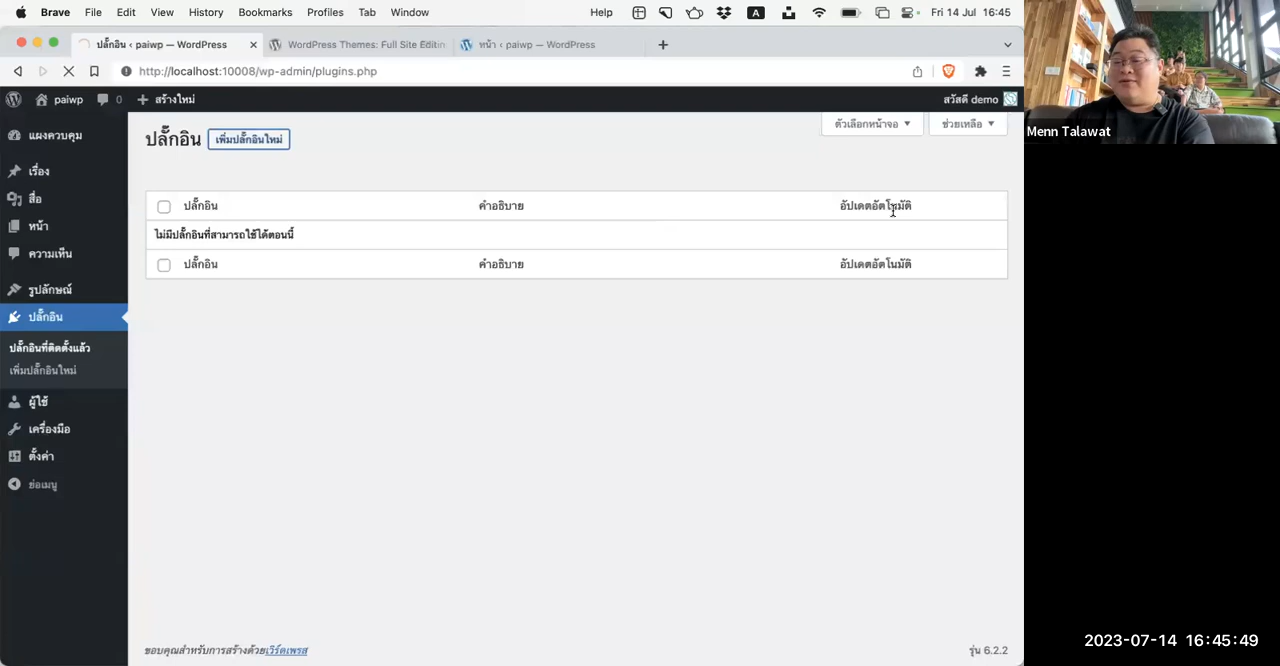 Brave File Edit View History Bookmarks Profiles Tab Window Help A Fri 14 Jul 16:45
ปลั๊กอิน ‹ paiwp — WordPress
WordPress Themes: Full Site Editin
หน้า ‹ paiwp — WordPress
http://localhost:10008/wp-admin/plugins.php
paiwp 0 สร้างใหม่ สวัสดี demo
แผงควบคุม
เรื่อง
สื่อ
หน้า
ความเห็น
รูปลักษณ์
ปลั๊กอิน
ปลั๊กอินที่ติดตั้งแล้ว
เพิ่มปลั๊กอินใหม่
ผู้ใช้
เครื่องมือ
ตั้งค่า
ซ่อเมนู
ปลั๊กอิน เพิ่มปลั๊กอินใหม่
ตัวเลือกหน้าจอ ▼ ช่วยเหลือ ▼
ปลั๊กอิน คำอธิบาย อัปเดตอัตโนมัติ
ไม่มีปลั๊กอินที่สามารถใช้ได้ตอนนี้
ปลั๊กอิน คำอธิบาย อัปเดตอัตโนมัติ
ขอบคุณสำหรับการสร้างด้วยเวิร์ดเพรส
รุ่น 6.2.2
Menn Talawat
2023-07-14 16:45:49